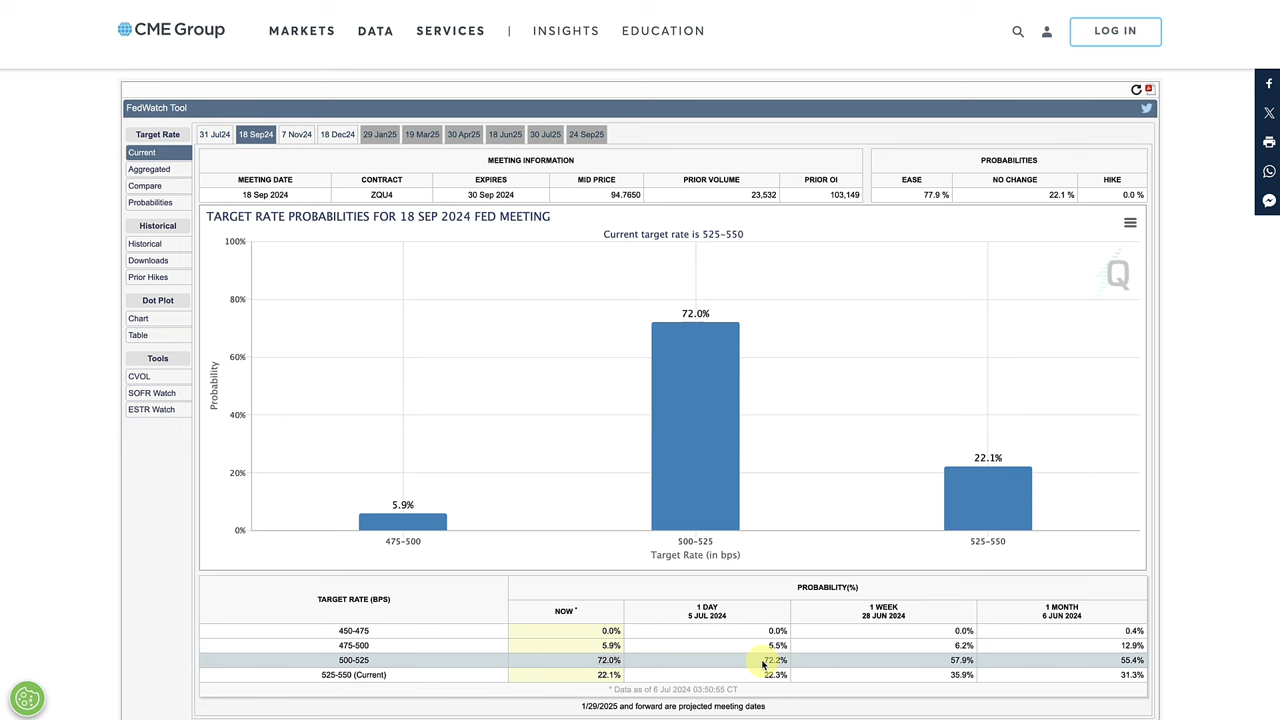 CME Group
MARKETS DATA SERVICES | INSIGHTS EDUCATION
LOG IN
FedWatch Tool
Target Rate
Current
Aggregated
Compare
Probabilities
Historical
Historical
Downloads
Prior Hikes
Dot Plot
Chart
Table
Tools
CVOL
SOFR Watch
ESTR Watch
31 Jul24 18 Sep24 7 Nov24 18 Dec24 29 Jan25 19 Mar25 30 Apr25 18 Jun25 30 Jul25 24 Sep25
MEETING INFORMATION
MEETING DATE CONTRACT EXPIRES MID PRICE PRIOR VOLUME PRIOR OI
18 Sep 2024 ZQU4 30 Sep 2024 94.7650 23,532 103,149
PROBABILITIES
EASE NO CHANGE HIKE
77.9 % 22.1 % 0.0 %
TARGET RATE PROBABILITIES FOR 18 SEP 2024 FED MEETING
Current target rate is 525-550
Q
Probability
100%
80%
60%
40%
20%
0%
5.9%
72.0%
22.1%
475-500 500-525 525-550
Target Rate (in bps)
TARGET RATE (BPS) PROBABILITY(%)
NOW * 1 DAY 1 WEEK 1 MONTH
5 JUL 2024 28 JUN 2024 6 JUN 2024
450-475 0.0% 0.0% 0.0% 0.4%
475-500 5.9% 5.5% 6.2% 12.9%
500-525 72.0% 72.2% 57.9% 55.4%
525-550 (Current) 22.1% 22.3% 35.9% 31.3%
* Data as of 6 Jul 2024 03:50:55 CT
1/29/2025 and forward are projected meeting dates